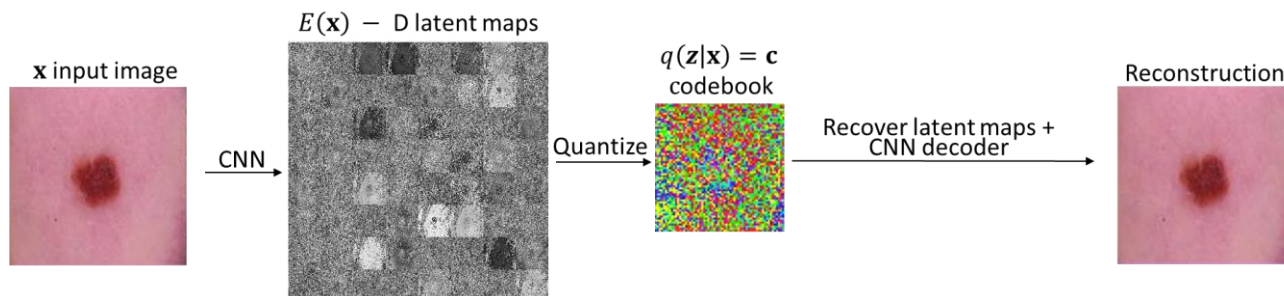 x input image
CNN
E(x) − D latent maps
Quantize
q(z|x) = c
codebook
Recover latent maps +
CNN decoder
Reconstruction